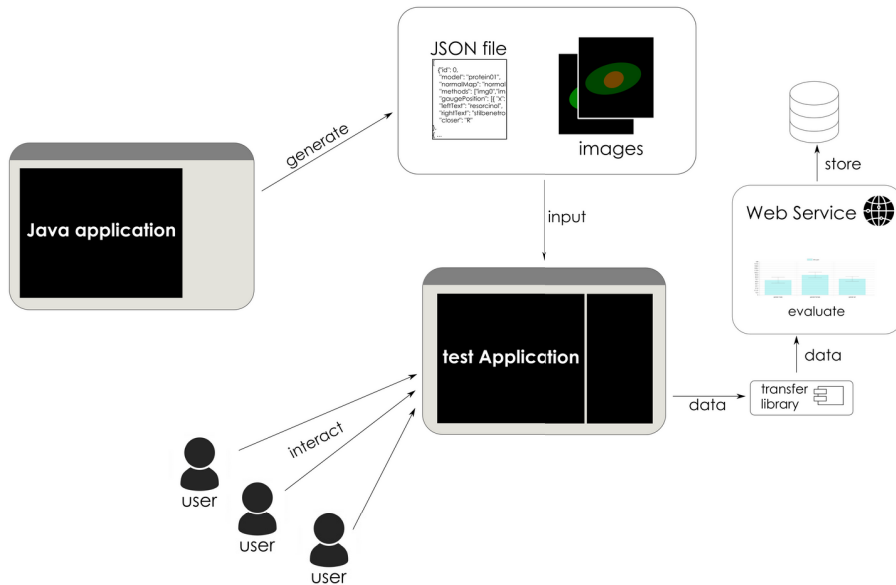 JSON file
[
{"id": 0,
"model": "protein01",
"normalMap": "normal
"methods": ["img0","im
"gaugePosition": [{ "x":
"leftText": "resorcinol,
"rightText": "stilbenetro
"closer": "R"
},
{ ...
images
generate
Java application
input
store
Web Service
evaluate
data
test Application
data
transfer
library
interact
user
user
user